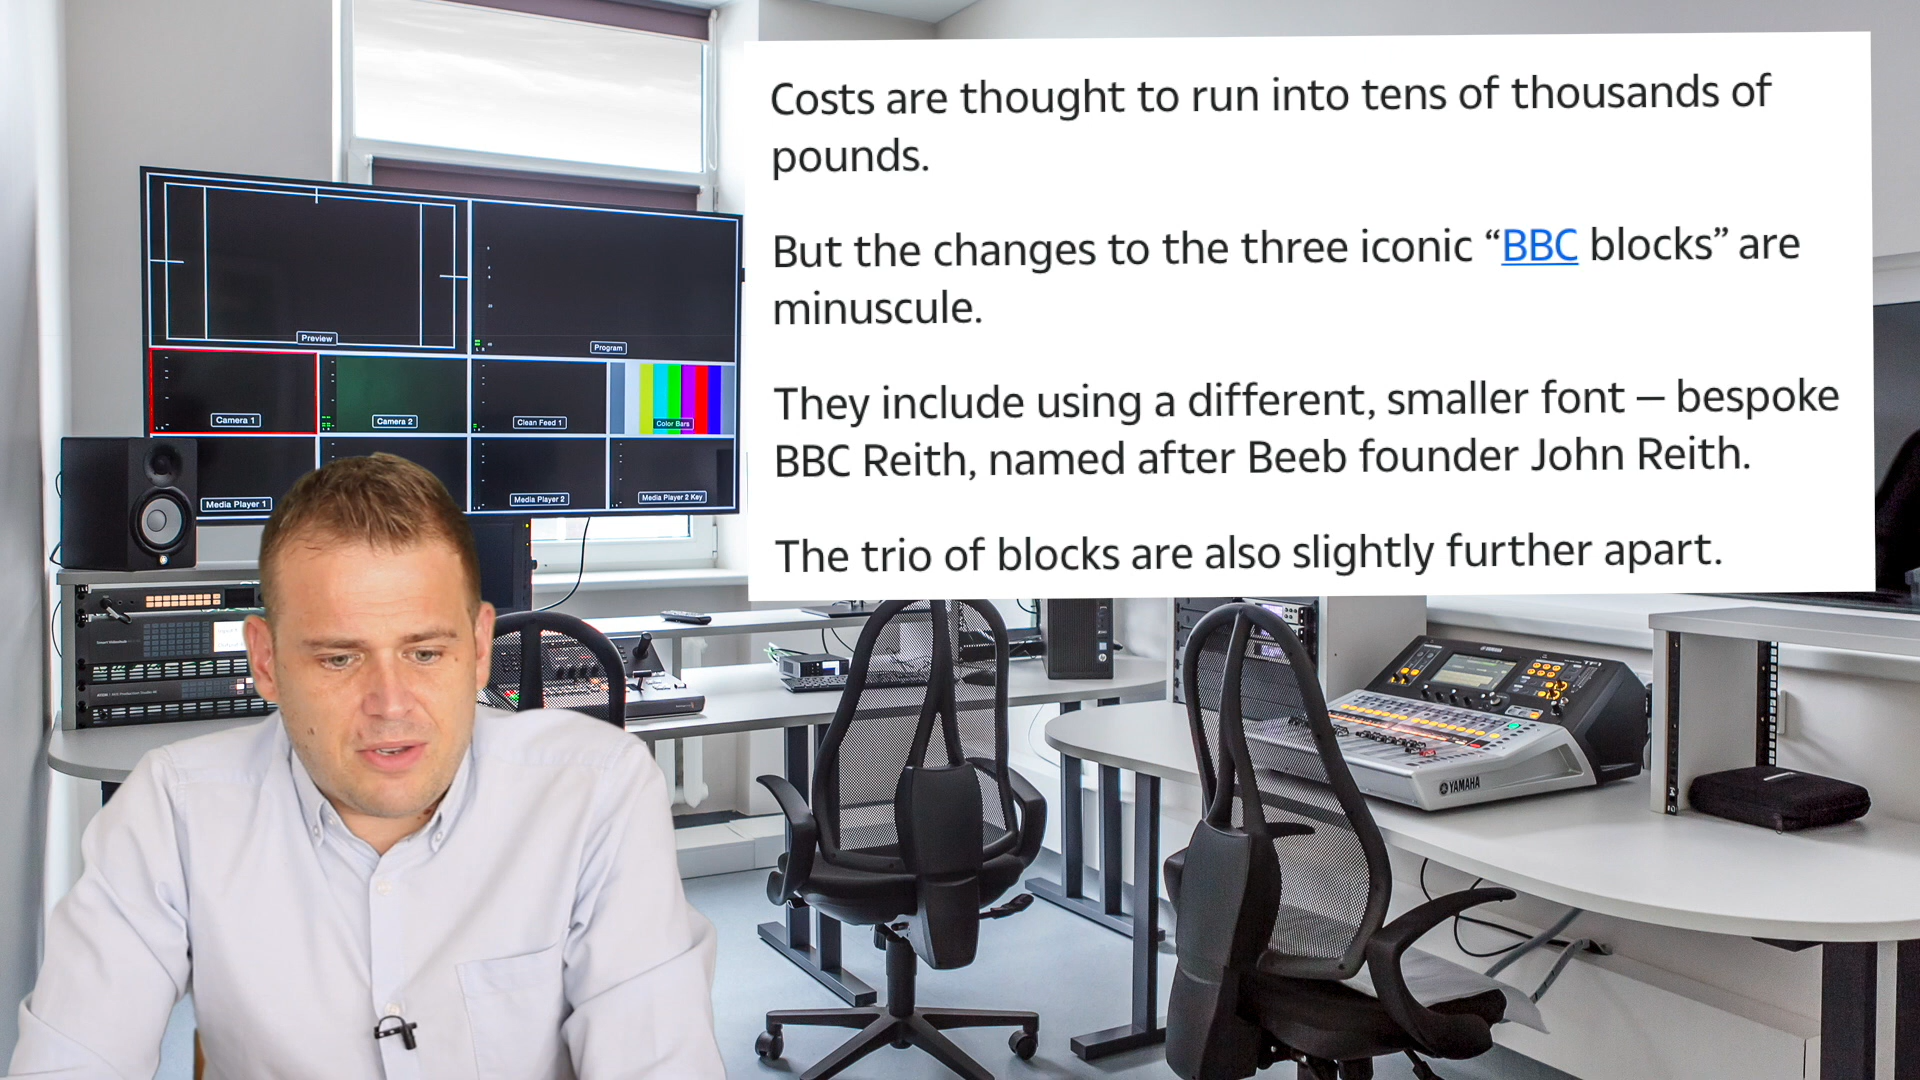 Costs are thought to run into tens of thousands of
pounds.
But the changes to the three iconic “BBC blocks” are
minuscule.
They include using a different, smaller font — bespoke
BBC Reith, named after Beeb founder John Reith.
The trio of blocks are also slightly further apart.
Preview
Program
Camera 1
Camera 2
Clean Feed 1
Color Bars
Media Player 1
Media Player 2
Media Player 2 Key
YAMAHA